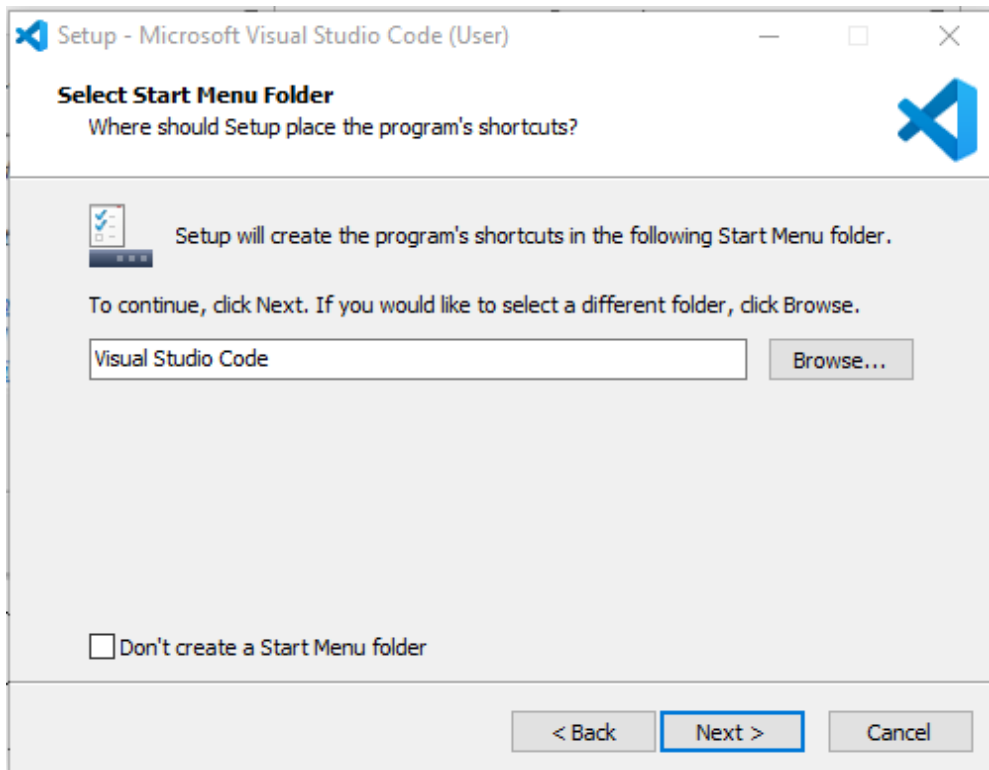 Setup - Microsoft Visual Studio Code (User)
Select Start Menu Folder
Where should Setup place the program's shortcuts?
Setup will create the program's shortcuts in the following Start Menu folder.
To continue, click Next. If you would like to select a different folder, click Browse.
Visual Studio Code
Browse...
Don't create a Start Menu folder
< Back
Next >
Cancel